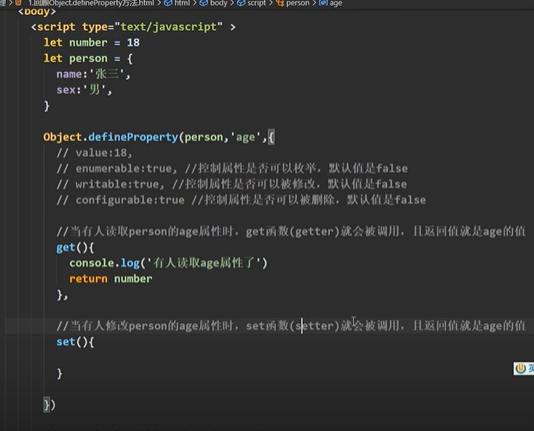 1.回顾Object.defineProperty方法.html > html > body > script > person > age
<body>
<script type="text/javascript" >
let number = 18
let person = {
name:'张三',
sex:'男',
}
Object.defineProperty(person,'age',{
// value:18,
// enumerable:true, //控制属性是否可以枚举，默认值是false
// writable:true, //控制属性是否可以被修改，默认值是false
// configurable:true //控制属性是否可以被删除，默认值是false
//当有人读取person的age属性时，get函数(getter)就会被调用，且返回值就是age的值
get(){
console.log('有人读取age属性了')
return number
},
//当有人修改person的age属性时，set函数(setter)就会被调用，且返回值就是age的值
set(){
}
})
英